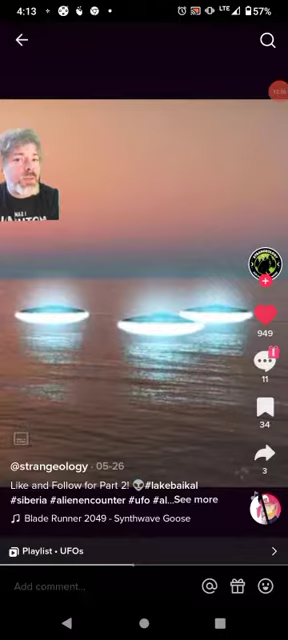 4:13
LTE
57%
949
11
34
3
@strangeology · 05-26
Like and Follow for Part 2! 👽#lakebaikal
#siberia #alienencounter #ufo #al...See more
Blade Runner 2049 - Synthwave Goose
Playlist • UFOs
Add comment...